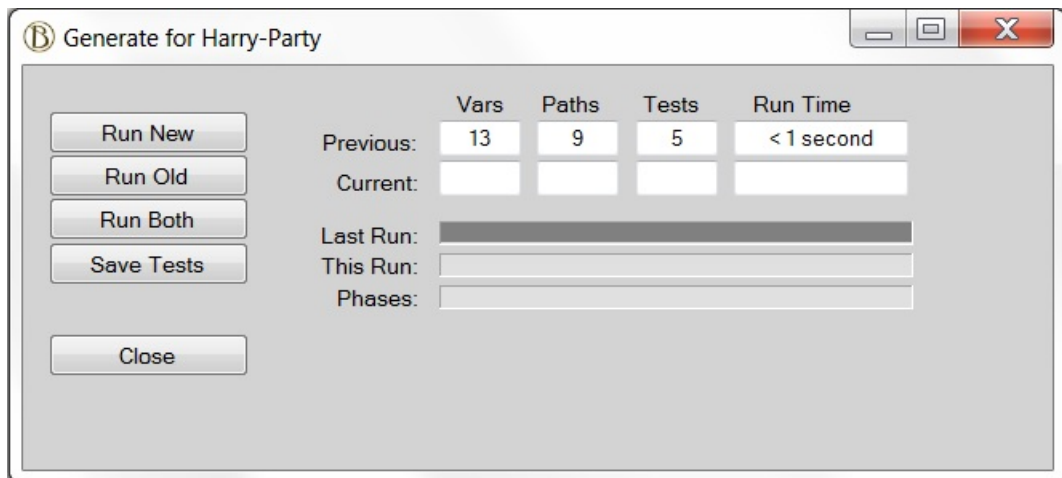 B Generate for Harry-Party
Vars Paths Tests Run Time
Run New
Previous: 13 9 5 < 1 second
Run Old
Current:
Run Both
Last Run:
Save Tests
This Run:
Phases:
Close